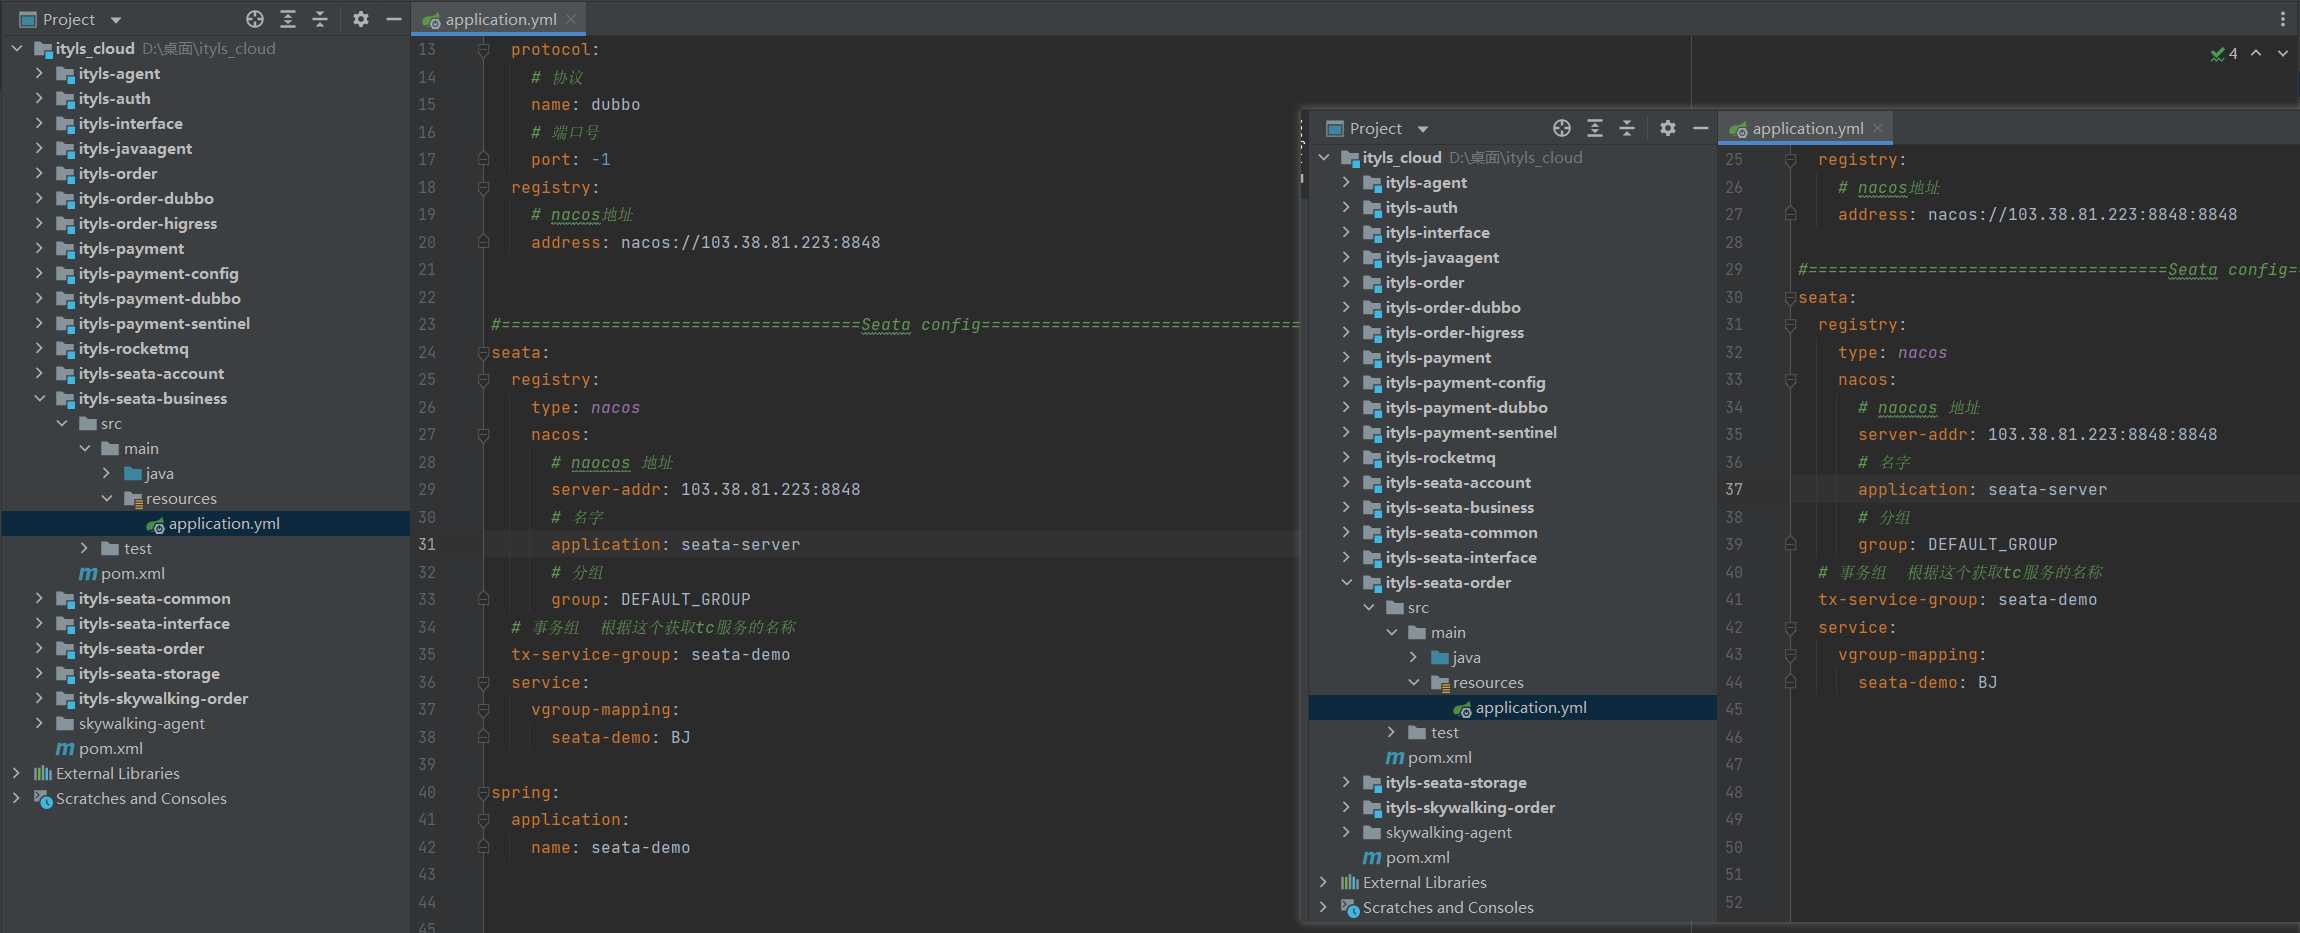 Project
ityls_cloud D:\桌面\ityls_cloud
ityls-agent
ityls-auth
ityls-interface
ityls-javaagent
ityls-order
ityls-order-dubbo
ityls-order-higress
ityls-payment
ityls-payment-config
ityls-payment-dubbo
ityls-payment-sentinel
ityls-rocketmq
ityls-seata-account
ityls-seata-business
src
main
java
resources
application.yml
test
pom.xml
ityls-seata-common
ityls-seata-interface
ityls-seata-order
ityls-seata-storage
ityls-skywalking-order
skywalking-agent
pom.xml
External Libraries
Scratches and Consoles
application.yml
4
13 protocol:
14 # 协议
15 name: dubbo
16 # 端口号
17 port: -1
18 registry:
19 # nacos地址
20 address: nacos://103.38.81.223:8848
21
22
23 #====================================Seata config================================
24 seata:
25 registry:
26 type: nacos
27 nacos:
28 # naocos 地址
29 server-addr: 103.38.81.223:8848
30 # 名字
31 application: seata-server
32 # 分组
33 group: DEFAULT_GROUP
34 # 事务组 根据这个获取tc服务的名称
35 tx-service-group: seata-demo
36 service:
37 vgroup-mapping:
38 seata-demo: BJ
39
40 spring:
41 application:
42 name: seata-demo
43
44
45
Project
ityls_cloud D:\桌面\ityls_cloud
ityls-agent
ityls-auth
ityls-interface
ityls-javaagent
ityls-order
ityls-order-dubbo
ityls-order-higress
ityls-payment
ityls-payment-config
ityls-payment-dubbo
ityls-payment-sentinel
ityls-rocketmq
ityls-seata-account
ityls-seata-business
ityls-seata-common
ityls-seata-interface
ityls-seata-order
src
main
java
resources
application.yml
test
pom.xml
ityls-seata-storage
ityls-skywalking-order
skywalking-agent
pom.xml
External Libraries
Scratches and Consoles
application.yml
25 registry:
26 # nacos地址
27 address: nacos://103.38.81.223:8848:8848
28
29 #====================================Seata config=
30 seata:
31 registry:
32 type: nacos
33 nacos:
34 # naocos 地址
35 server-addr: 103.38.81.223:8848:8848
36 # 名字
37 application: seata-server
38 # 分组
39 group: DEFAULT_GROUP
40 # 事务组 根据这个获取tc服务的名称
41 tx-service-group: seata-demo
42 service:
43 vgroup-mapping:
44 seata-demo: BJ
45
46
47
48
49
50
51
52